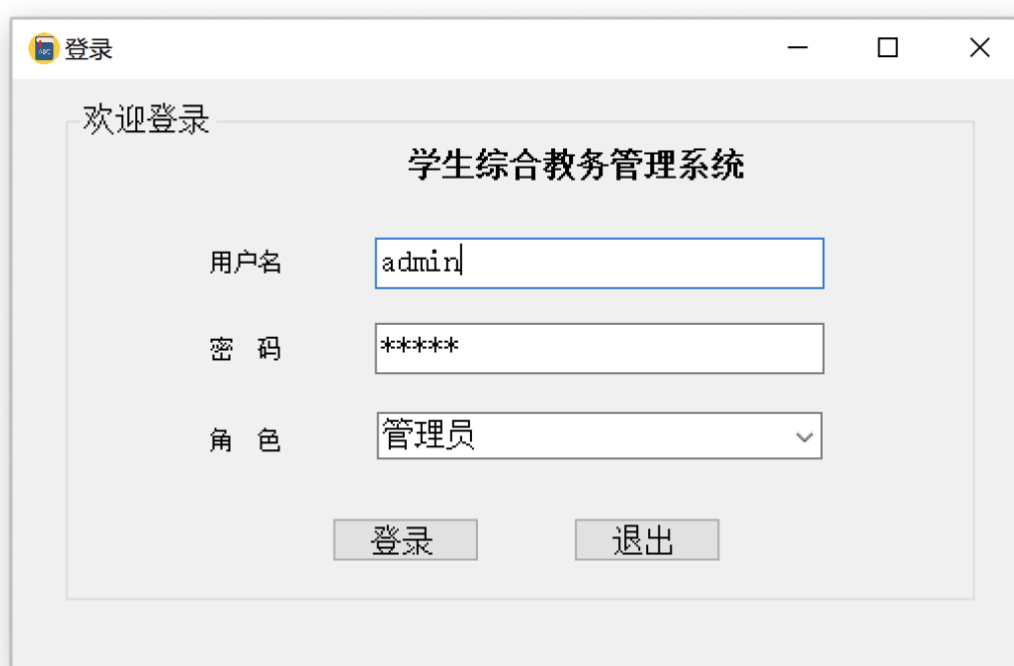 登录
欢迎登录
学生综合教务管理系统
用户名 admin
密 码 *****
角 色 管理员
登录 退出